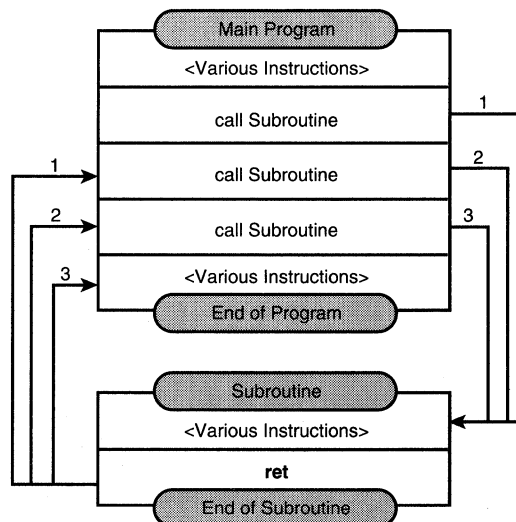 Main Program
<Various Instructions>
call Subroutine
1
1
call Subroutine
2
2
call Subroutine
3
3
<Various Instructions>
End of Program
Subroutine
<Various Instructions>
ret
End of Subroutine